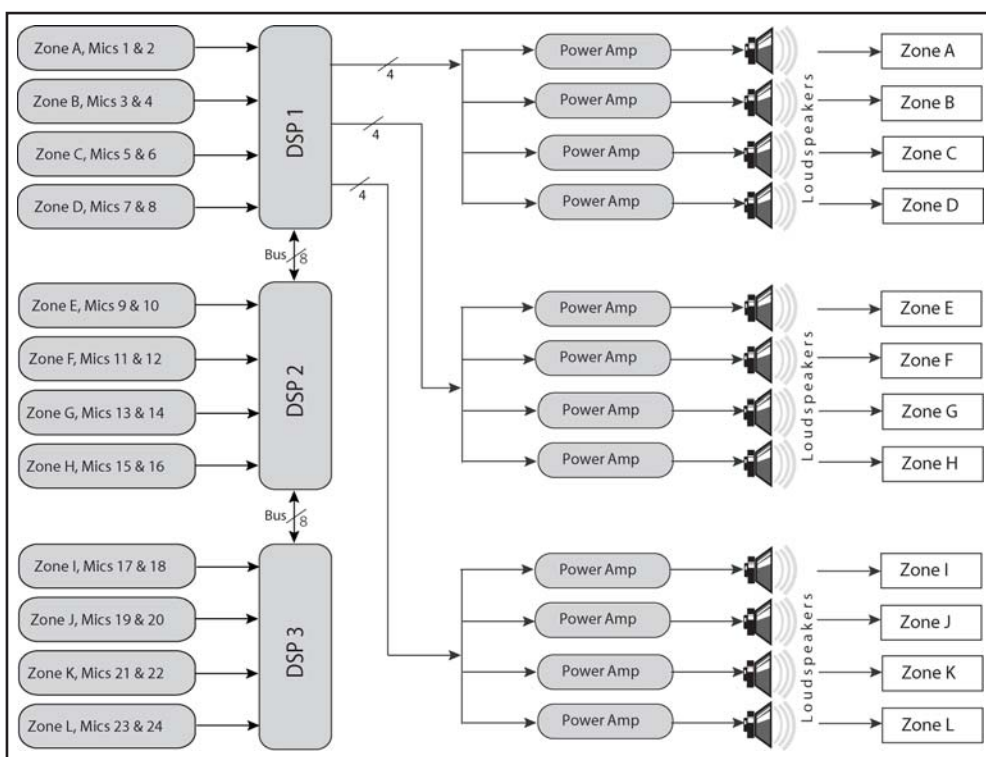 Zone A, Mics 1 & 2
Zone B, Mics 3 & 4
Zone C, Mics 5 & 6
Zone D, Mics 7 & 8
DSP 1
4
4
4
Power Amp
Power Amp
Power Amp
Power Amp
Loudspeakers
Zone A
Zone B
Zone C
Zone D
Bus 8
Zone E, Mics 9 & 10
Zone F, Mics 11 & 12
Zone G, Mics 13 & 14
Zone H, Mics 15 & 16
DSP 2
Power Amp
Power Amp
Power Amp
Power Amp
Loudspeakers
Zone E
Zone F
Zone G
Zone H
Bus 8
Zone I, Mics 17 & 18
Zone J, Mics 19 & 20
Zone K, Mics 21 & 22
Zone L, Mics 23 & 24
DSP 3
Power Amp
Power Amp
Power Amp
Power Amp
Loudspeakers
Zone I
Zone J
Zone K
Zone L